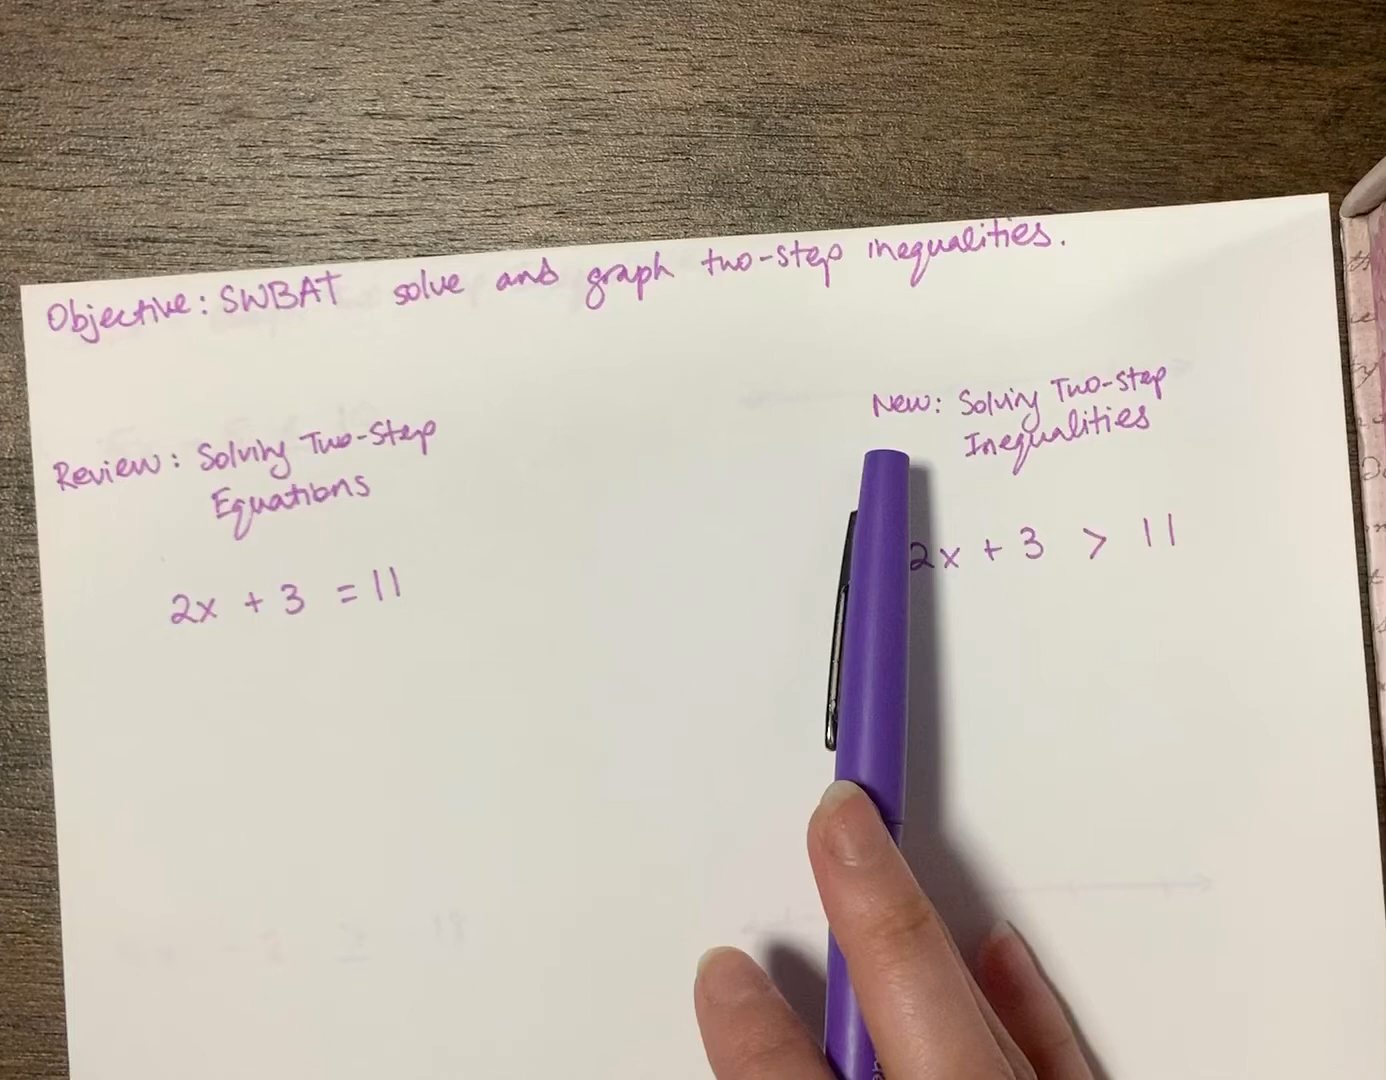 Objective: SWBAT solve and graph two-step inequalities.
Review: Solving Two-Step
Equations
2x + 3 = 11
New: Solving Two-Step
Inequalities
2x + 3 > 11